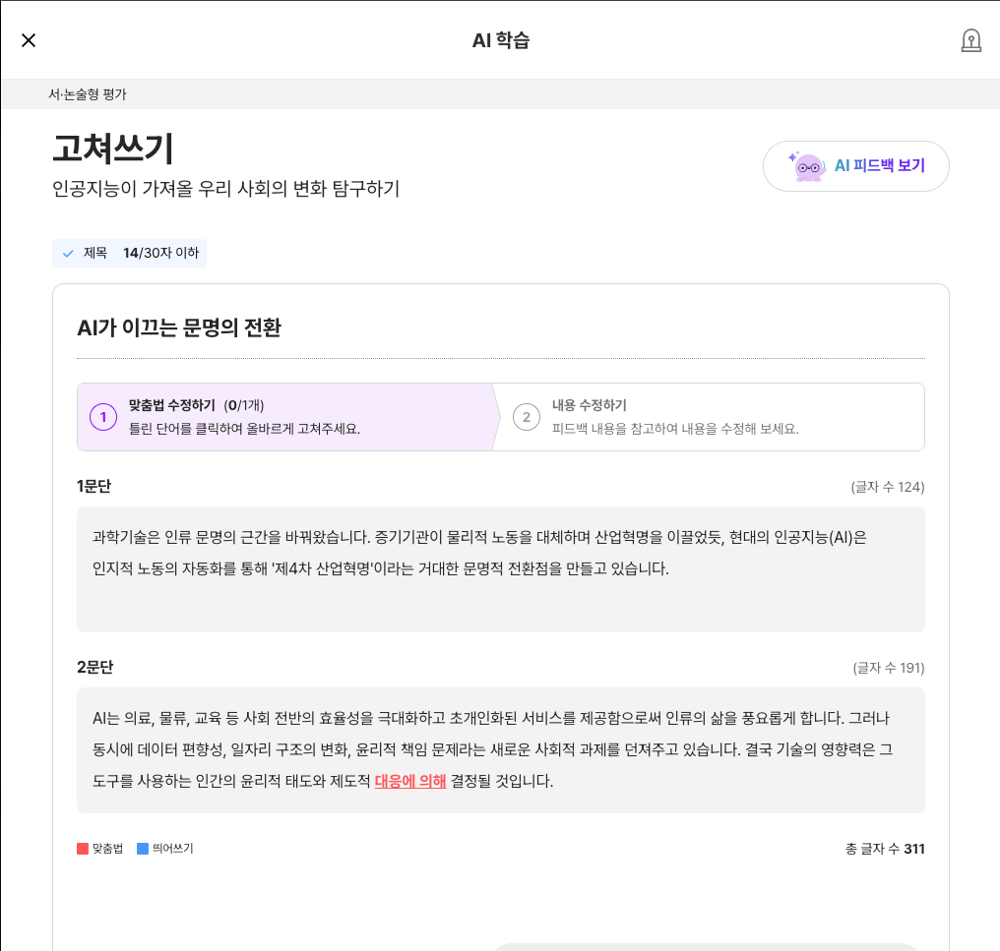 AI 학습
서·논술형 평가
고쳐쓰기
인공지능이 가져올 우리 사회의 변화 탐구하기
AI 피드백 보기
제목 14/30자 이하
AI가 이끄는 문명의 전환
1 맞춤법 수정하기 (0/1개)
틀린 단어를 클릭하여 올바르게 고쳐주세요.
2 내용 수정하기
피드백 내용을 참고하여 내용을 수정해 보세요.
1문단 (글자 수 124)
과학기술은 인류 문명의 근간을 바꿔왔습니다. 증기기관이 물리적 노동을 대체하며 산업혁명을 이끌었듯, 현대의 인공지능(AI)은
인지적 노동의 자동화를 통해 '제4차 산업혁명'이라는 거대한 문명적 전환점을 만들고 있습니다.
2문단 (글자 수 191)
AI는 의료, 물류, 교육 등 사회 전반의 효율성을 극대화하고 초개인화된 서비스를 제공함으로써 인류의 삶을 풍요롭게 합니다. 그러나
동시에 데이터 편향성, 일자리 구조의 변화, 윤리적 책임 문제라는 새로운 사회적 과제를 던져주고 있습니다. 결국 기술의 영향력은 그
도구를 사용하는 인간의 윤리적 태도와 제도적 대응에 의해 결정될 것입니다.
맞춤법 띄어쓰기 총 글자 수 311